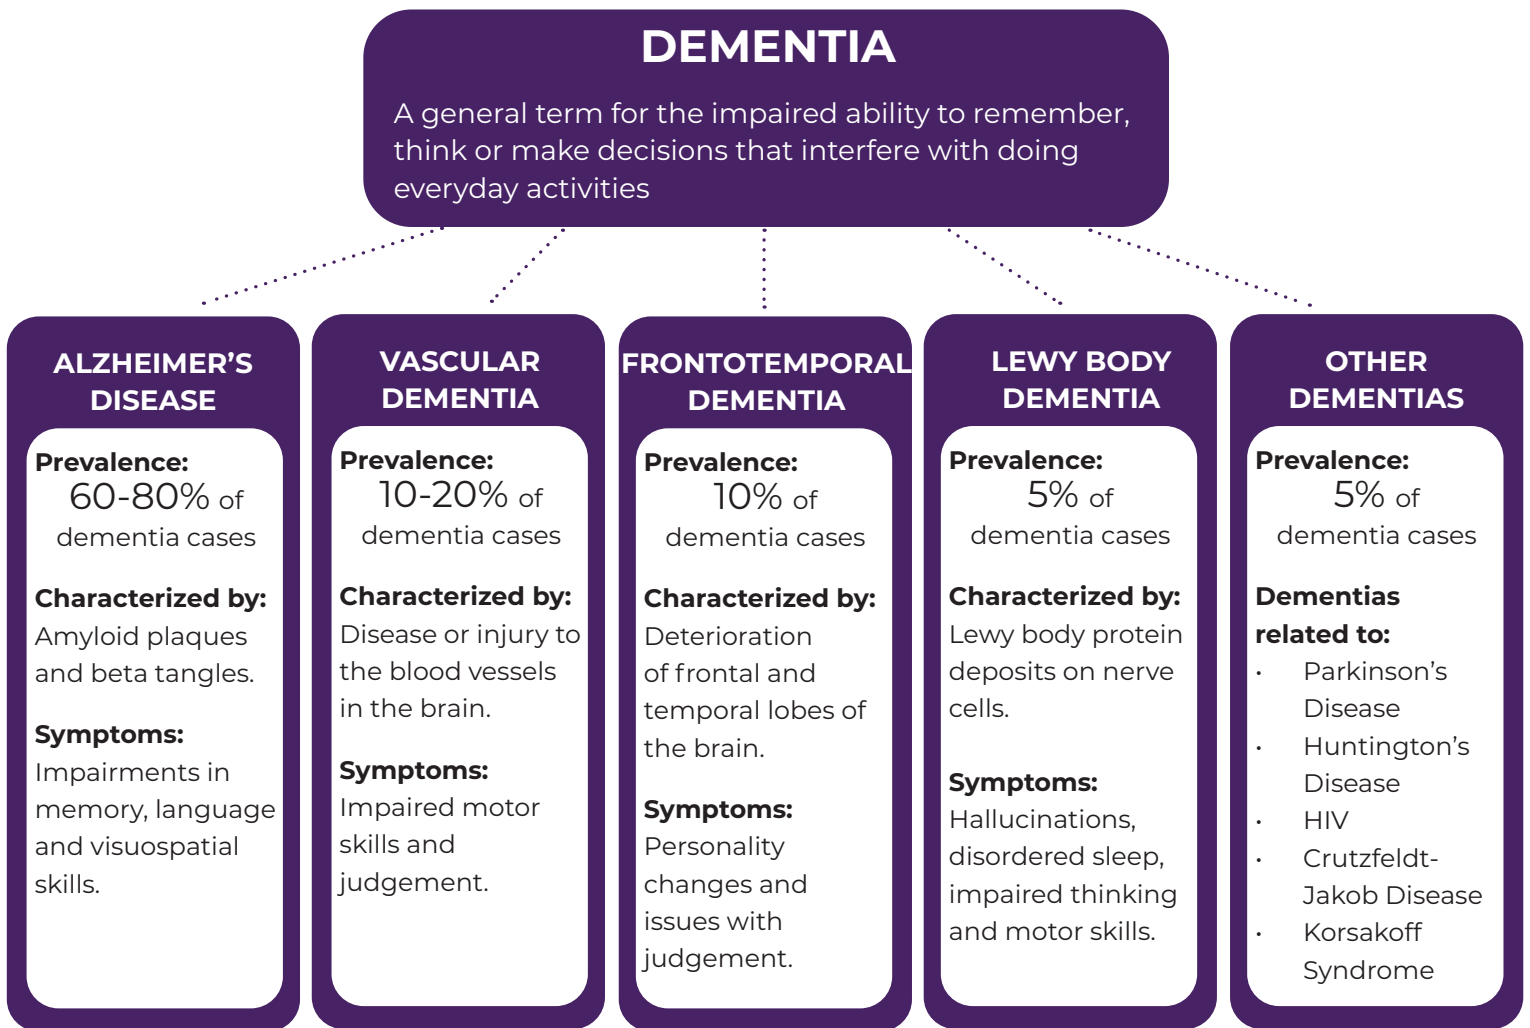 DEMENTIA
A general term for the impaired ability to remember,
think or make decisions that interfere with doing
everyday activities
ALZHEIMER’S
DISEASE
Prevalence:
60-80% of
dementia cases
Characterized by:
Amyloid plaques
and beta tangles.
Symptoms:
Impairments in
memory, language
and visuospatial
skills.
VASCULAR
DEMENTIA
Prevalence:
10-20% of
dementia cases
Characterized by:
Disease or injury to
the blood vessels
in the brain.
Symptoms:
Impaired motor
skills and
judgement.
FRONTOTEMPORAL
DEMENTIA
Prevalence:
10% of
dementia cases
Characterized by:
Deterioration
of frontal and
temporal lobes of
the brain.
Symptoms:
Personality
changes and
issues with
judgement.
LEWY BODY
DEMENTIA
Prevalence:
5% of
dementia cases
Characterized by:
Lewy body protein
deposits on nerve
cells.
Symptoms:
Hallucinations,
disordered sleep,
impaired thinking
and motor skills.
OTHER
DEMENTIAS
Prevalence:
5% of
dementia cases
Dementias
related to:
• Parkinson’s
Disease
• Huntington’s
Disease
• HIV
• Crutzfeldt-
Jakob Disease
• Korsakoff
Syndrome